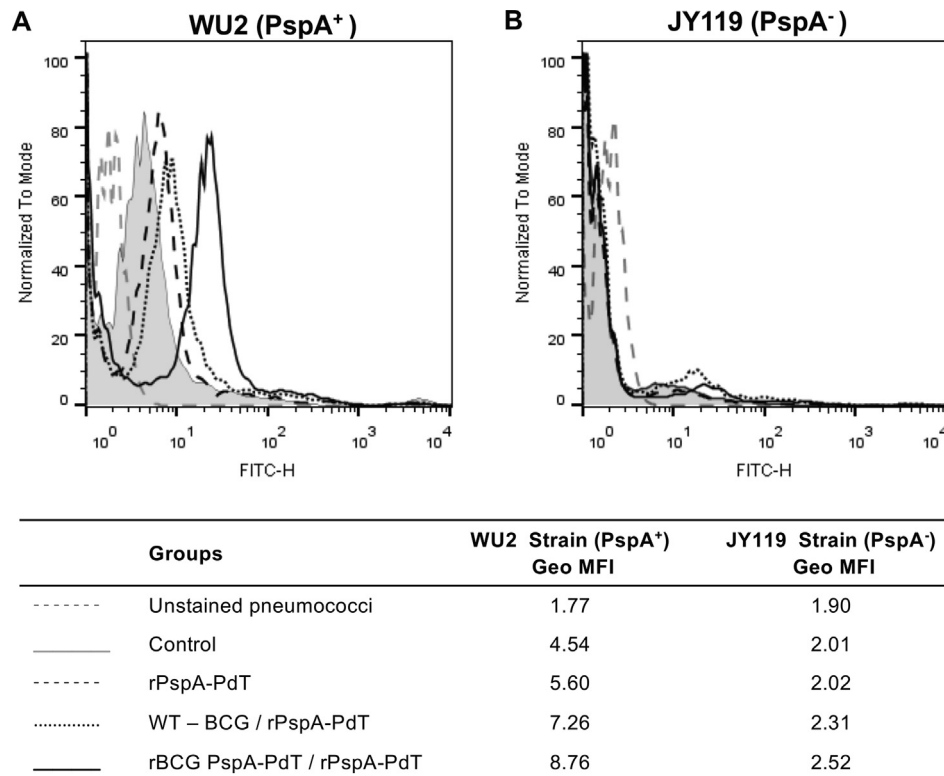 A
WU2 (PspA⁺)
Normalized To Mode
100
80
60
40
20
0
10⁰ 10¹ 10² 10³ 10⁴
FITC-H
B
JY119 (PspA⁻)
Normalized To Mode
100
80
60
40
20
0
10⁰ 10¹ 10² 10³ 10⁴
FITC-H
Groups WU2 Strain (PspA⁺) Geo MFI JY119 Strain (PspA⁻) Geo MFI
Unstained pneumococci 1.77 1.90
Control 4.54 2.01
rPspA-PdT 5.60 2.02
WT – BCG / rPspA-PdT 7.26 2.31
rBCG PspA-PdT / rPspA-PdT 8.76 2.52